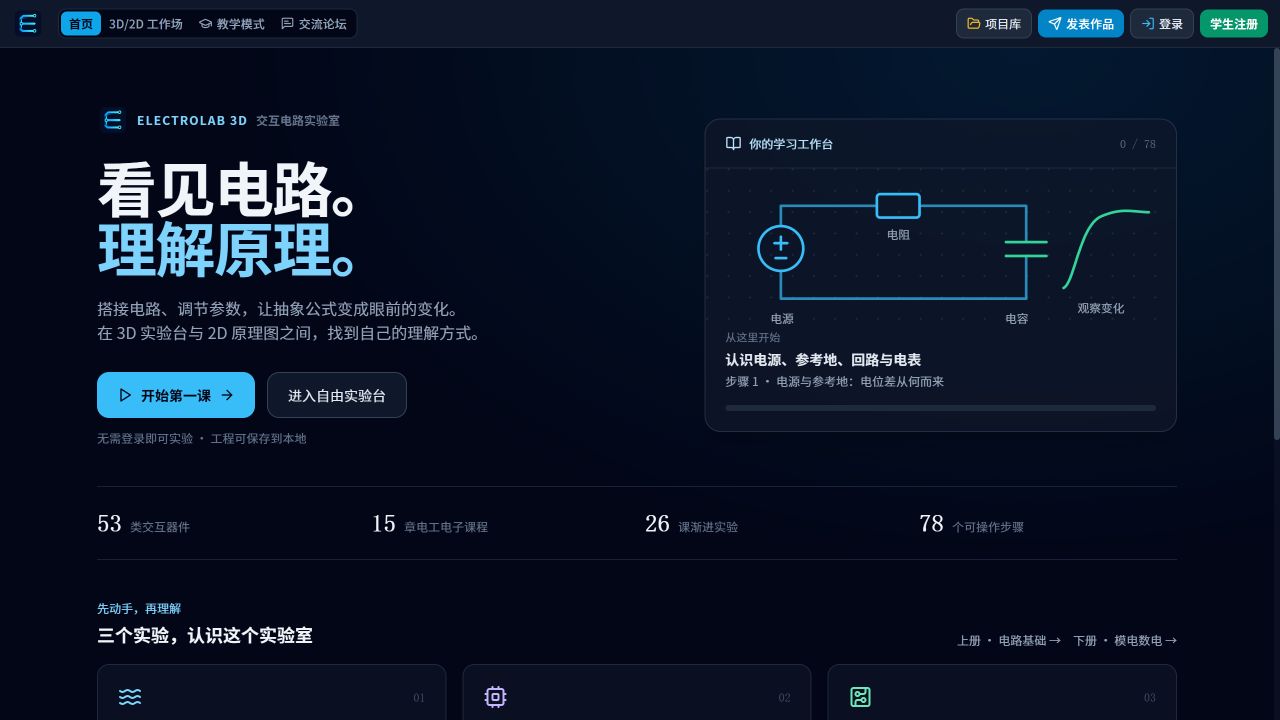 首页 3D/2D 工作场 教学模式 交流论坛 项目库 发表作品 登录 学生注册
ELECTROLAB 3D 交互电路实验室
看见电路。
理解原理。
搭接电路、调节参数，让抽象公式变成眼前的变化。
在 3D 实验台与 2D 原理图之间，找到自己的理解方式。
开始第一课 → 进入自由实验台
无需登录即可实验 · 工程可保存到本地
你的学习工作台 0 / 78
电阻
观察变化
电源 电容
从这里开始
认识电源、参考地、回路与电表
步骤 1 · 电源与参考地：电位差从何而来
53 类交互器件 15 章电工电子课程 26 课渐进实验 78 个可操作步骤
先动手，再理解
三个实验，认识这个实验室
上册 · 电路基础 → 下册 · 模电数电 →
01 02 03